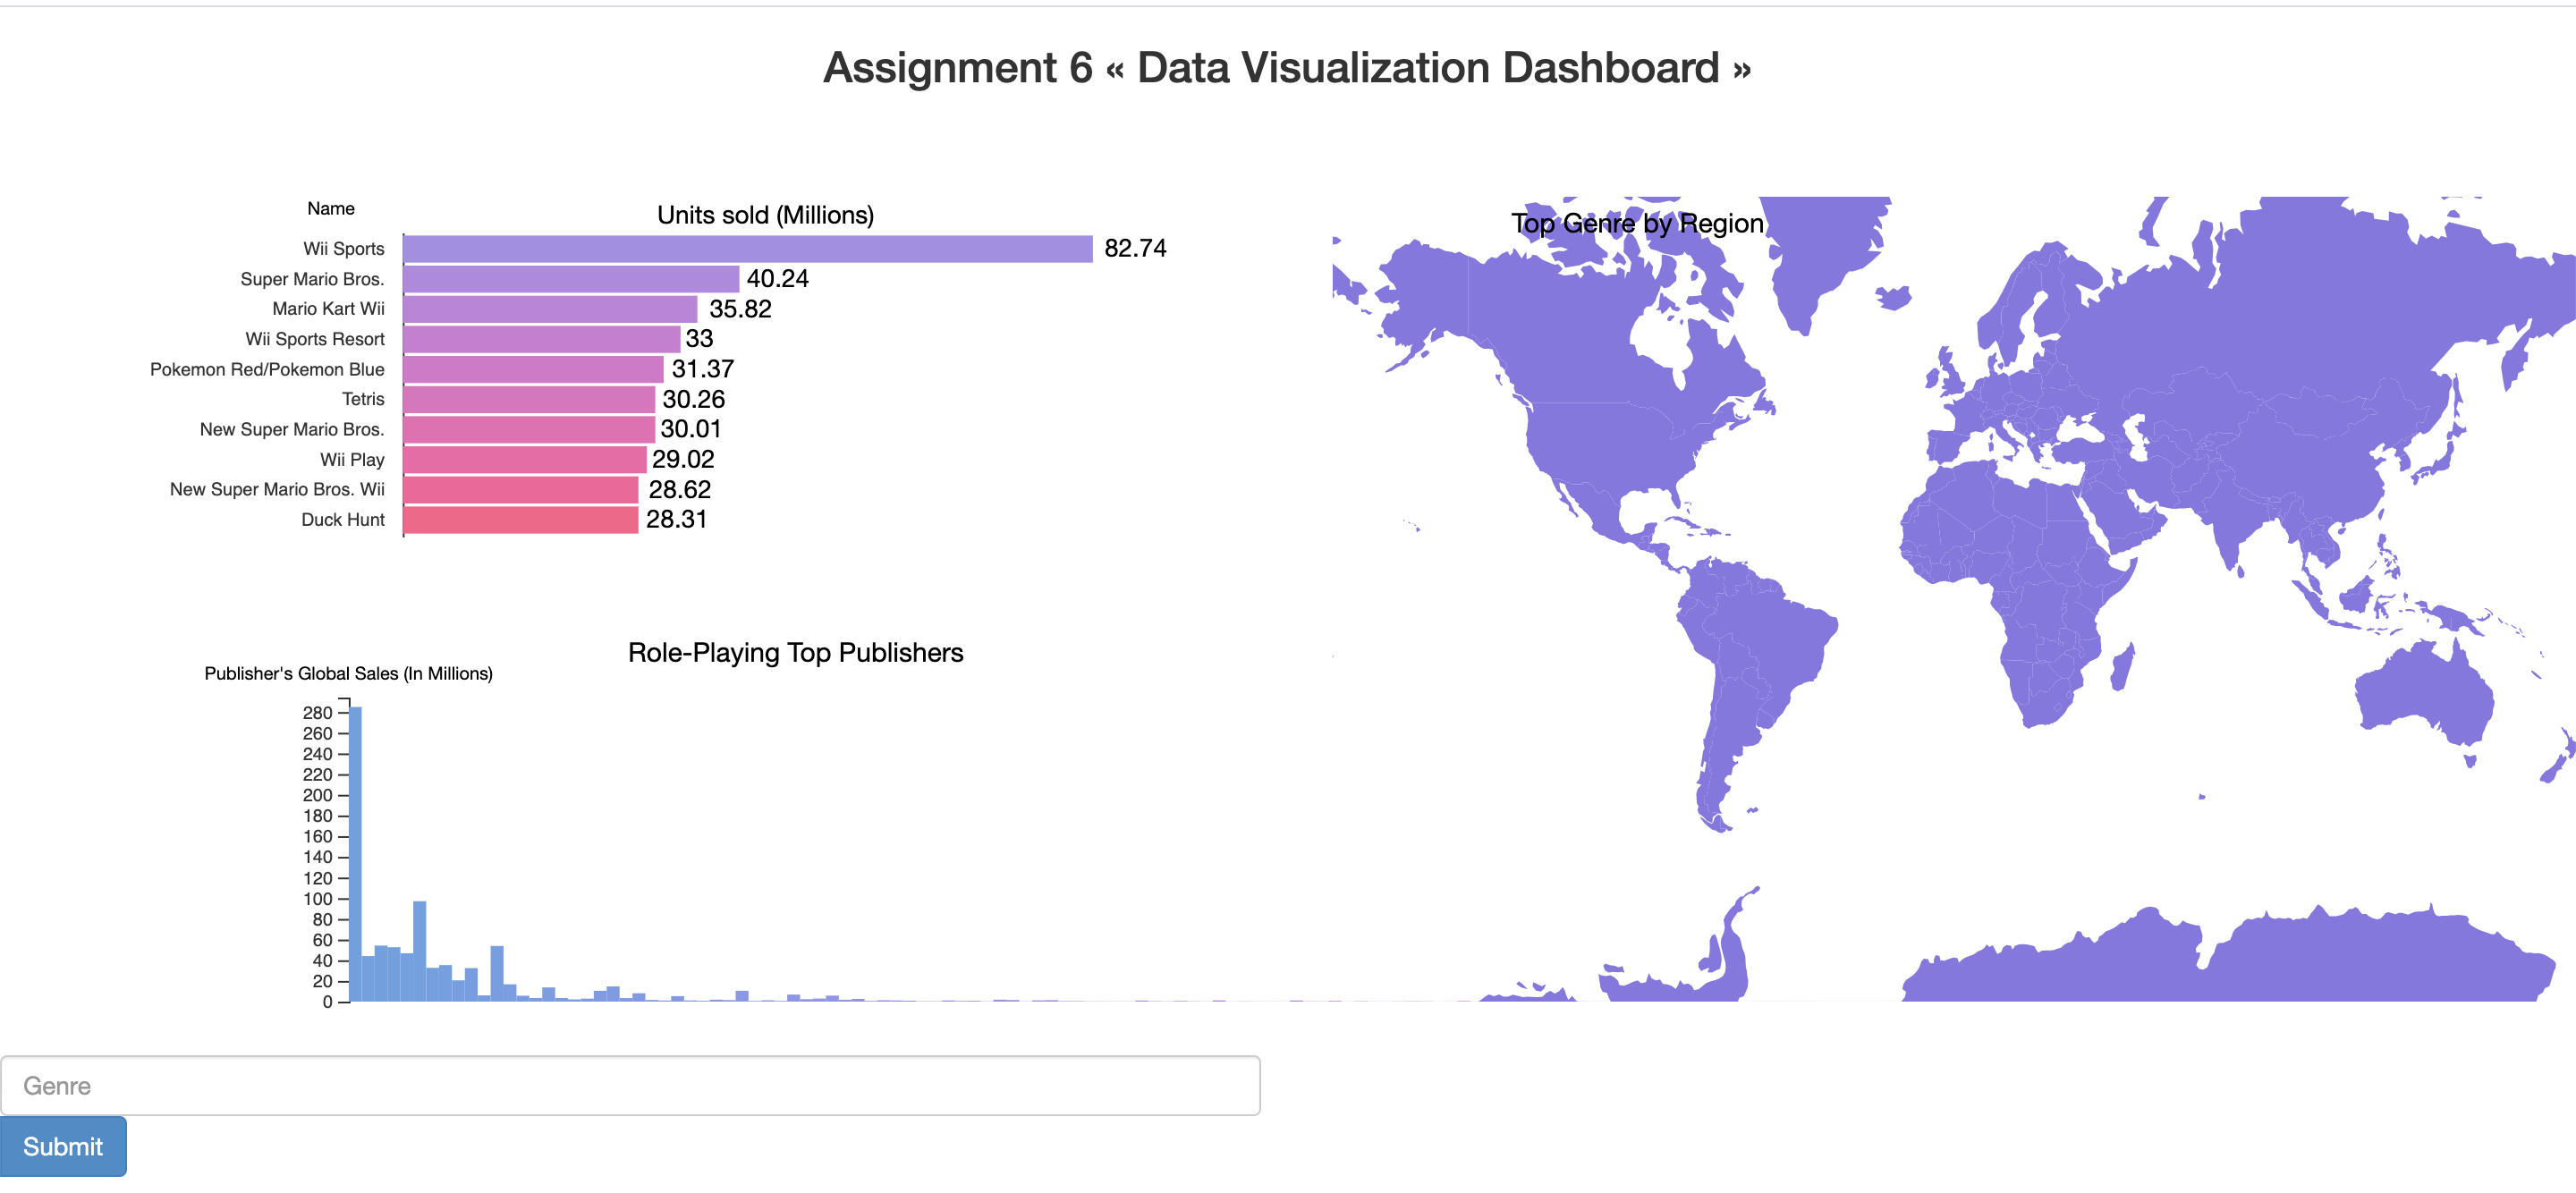 Assignment 6 « Data Visualization Dashboard »
Name
Units sold (Millions)
Wii Sports 82.74
Super Mario Bros. 40.24
Mario Kart Wii 35.82
Wii Sports Resort 33
Pokemon Red/Pokemon Blue 31.37
Tetris 30.26
New Super Mario Bros. 30.01
Wii Play 29.02
New Super Mario Bros. Wii 28.62
Duck Hunt 28.31
Top Genre by Region
Role-Playing Top Publishers
Publisher's Global Sales (In Millions)
280
260
240
220
200
180
160
140
120
100
80
60
40
20
0
Genre
Submit